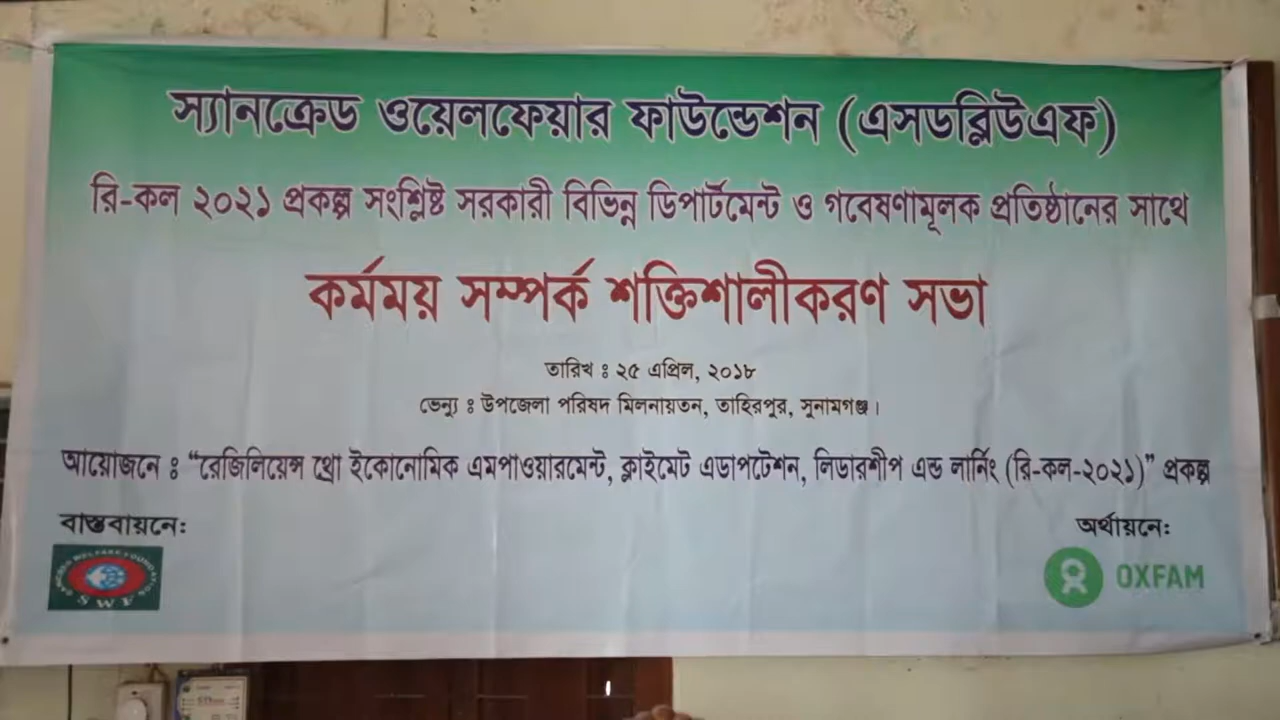 স্যানক্রেড ওয়েলফেয়ার ফাউন্ডেশন (এসডব্লিউএফ)
রি-কল ২০২১ প্রকল্প সংশ্লিষ্ট সরকারী বিভিন্ন ডিপার্টমেন্ট ও গবেষণামূলক প্রতিষ্ঠানের সাথে
কর্মময় সম্পর্ক শক্তিশালীকরণ সভা
তারিখ ঃ ২৫ এপ্রিল, ২০১৮
ভেন্যু ঃ উপজেলা পরিষদ মিলনায়তন, তাহিরপুর, সুনামগঞ্জ।
আয়োজনে ঃ “রেজিলিয়েন্স থ্রো ইকোনোমিক এমপাওয়ারমেন্ট, ক্লাইমেট এডাপটেশন, লিডারশীপ এন্ড লার্নিং (রি-কল-২০২১)” প্রকল্প
বাস্তবায়নে:
অর্থায়নে:
WELFARE FOUNDATION
SWF
OXFAM